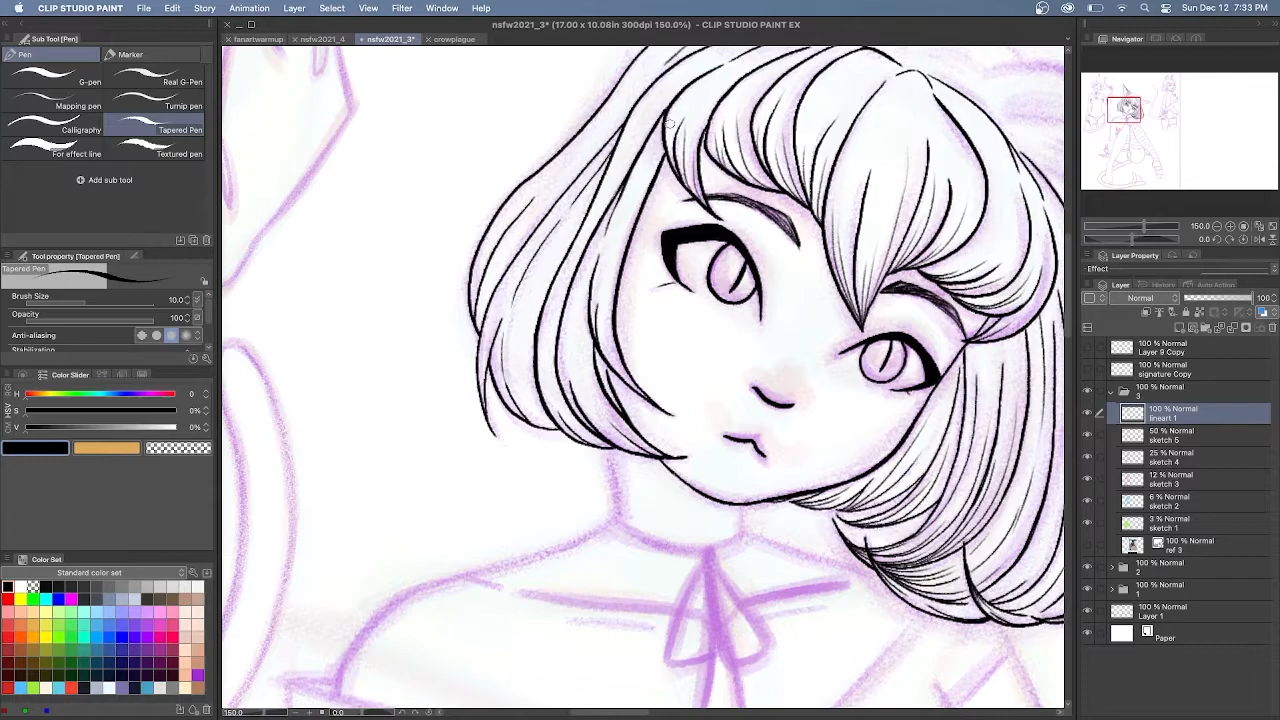 CLIP STUDIO PAINT File Edit Story Animation Layer Select View Filter Window Help Sun Dec 12 7:33 PM
nsfw2021_3* (17.00 x 10.08in 300dpi 150.0%) - CLIP STUDIO PAINT EX
Sub Tool [Pen] fanartwarmup nsfw2021_4 nsfw2021_3* crowplague Navigator
Pen Marker
G-pen Real G-Pen
Mapping pen Turnip pen
Calligraphy Tapered Pen
For effect line Textured pen
Add sub tool
Tool property [Tapered Pen]
Tapered Pen
Brush Size 10.0
Opacity 100
Anti-aliasing
Stabilization
Color Slider
H 0
S 0%
V 0%
Color Set
Standard color set
150.0 0.0
150.0
0.0
Layer Property
Effect
Layer History Auto Action
Normal 100
100 % Normal
Layer 9 Copy
100 % Normal
signature Copy
100 % Normal
3
100 % Normal
lineart 1
50 % Normal
sketch 5
25 % Normal
sketch 4
12 % Normal
sketch 3
6 % Normal
sketch 2
3 % Normal
sketch 1
100 % Normal
ref 3
100 % Normal
2
100 % Normal
1
100 % Normal
Layer 1
Paper